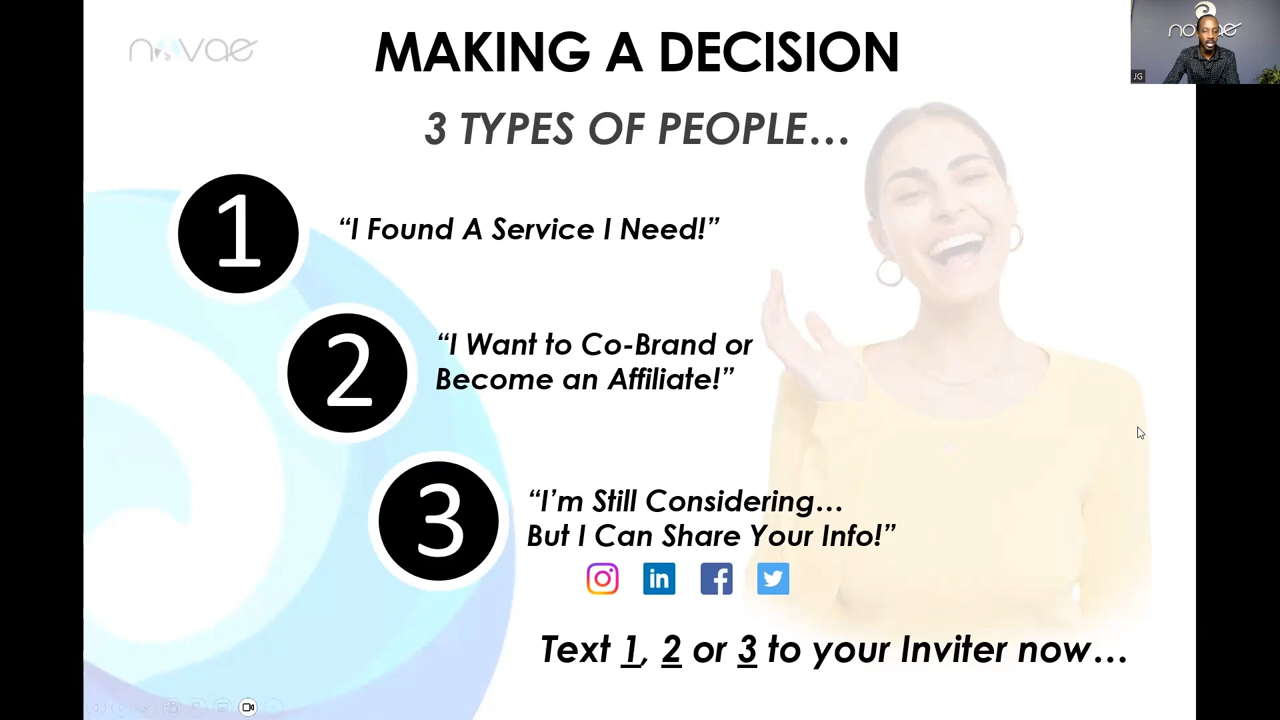 novae
MAKING A DECISION
novae
JG
3 TYPES OF PEOPLE...
1
“I Found A Service I Need!”
2
“I Want to Co-Brand or
Become an Affiliate!”
3
“I’m Still Considering...
But I Can Share Your Info!”
in
f
Text 1, 2 or 3 to your Inviter now...